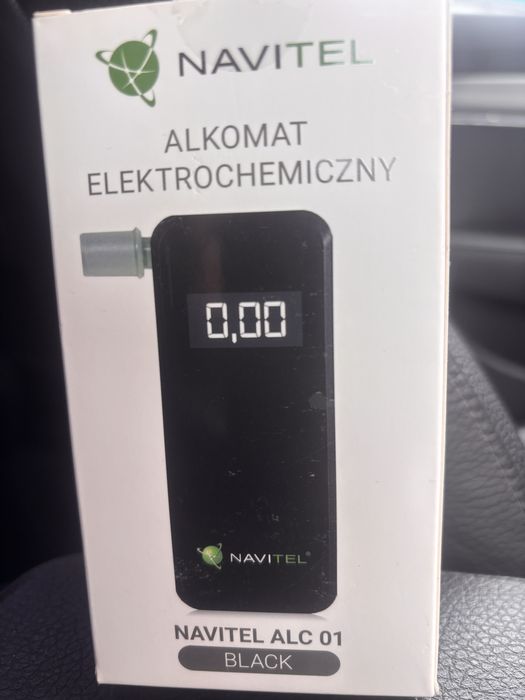 NAVITEL
ALKOMAT
ELEKTROCHEMICZNY
0,00
NAVITEL®
NAVITEL ALC 01
BLACK